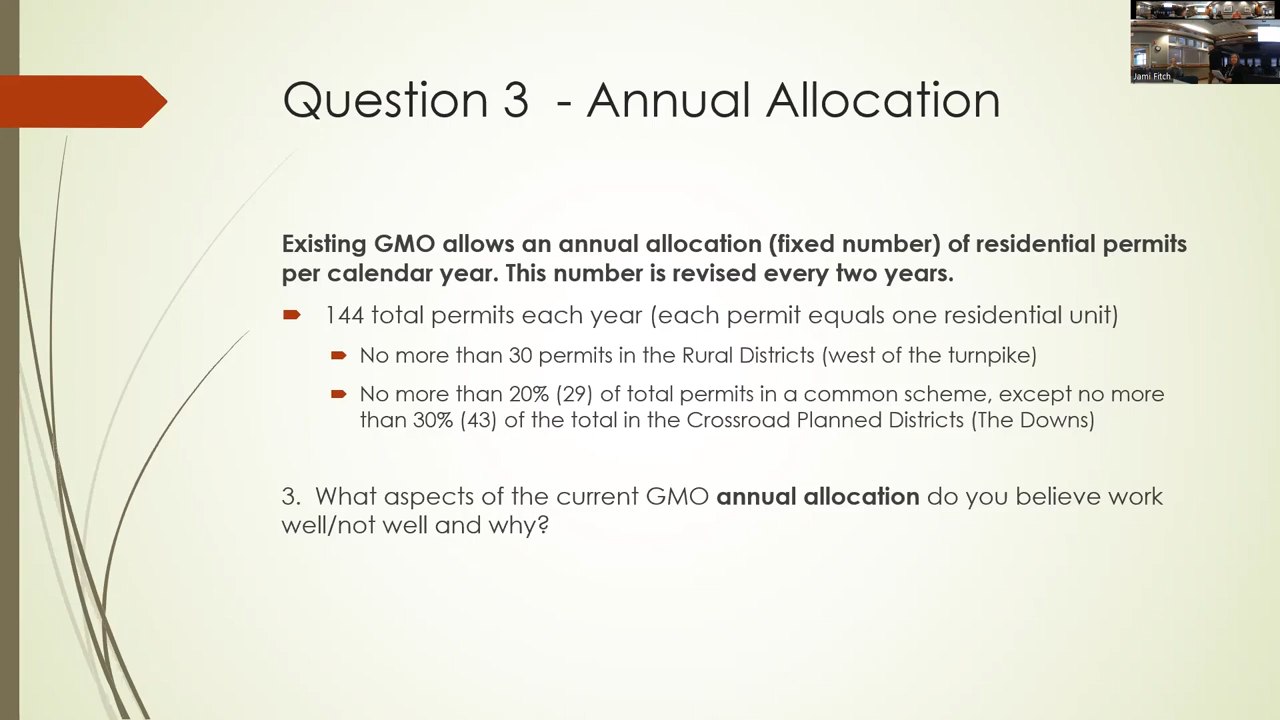 Jami Fitch
Question 3 - Annual Allocation
Existing GMO allows an annual allocation (fixed number) of residential permits
per calendar year. This number is revised every two years.
144 total permits each year (each permit equals one residential unit)
No more than 30 permits in the Rural Districts (west of the turnpike)
No more than 20% (29) of total permits in a common scheme, except no more
than 30% (43) of the total in the Crossroad Planned Districts (The Downs)
3. What aspects of the current GMO annual allocation do you believe work
well/not well and why?